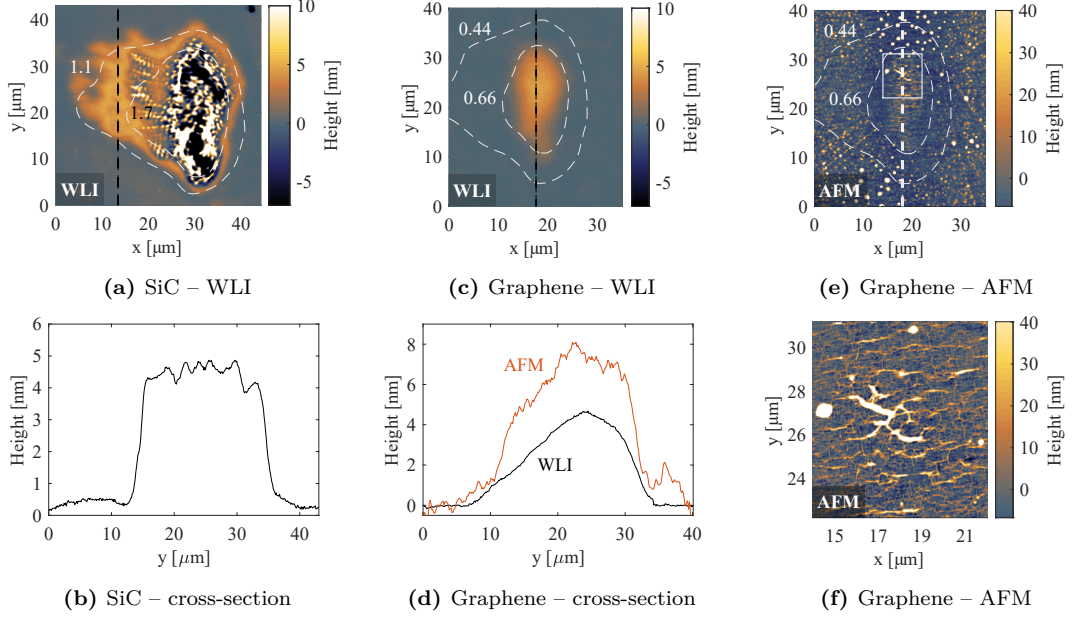 40
30
20
10
0
y [µm]
1.1
1.7
WLI
0 10 20 30 40
x [µm]
10
5
0
-5
Height [nm]
(a) SiC – WLI
40
30
20
10
0
y [µm]
0.44
0.66
WLI
0 10 20 30
x [µm]
10
5
0
-5
Height [nm]
(c) Graphene – WLI
40
30
20
10
0
y [µm]
0.44
0.66
AFM
0 10 20 30
x [µm]
40
30
20
10
0
Height [nm]
(e) Graphene – AFM
6
5
4
3
2
1
0
Height [nm]
0 10 20 30 40
y [µm]
(b) SiC – cross-section
8
6
4
2
0
Height [nm]
AFM
WLI
0 10 20 30 40
y [µm]
(d) Graphene – cross-section
30
28
26
24
y [µm]
AFM
15 17 19 21
x [µm]
40
30
20
10
0
Height [nm]
(f) Graphene – AFM